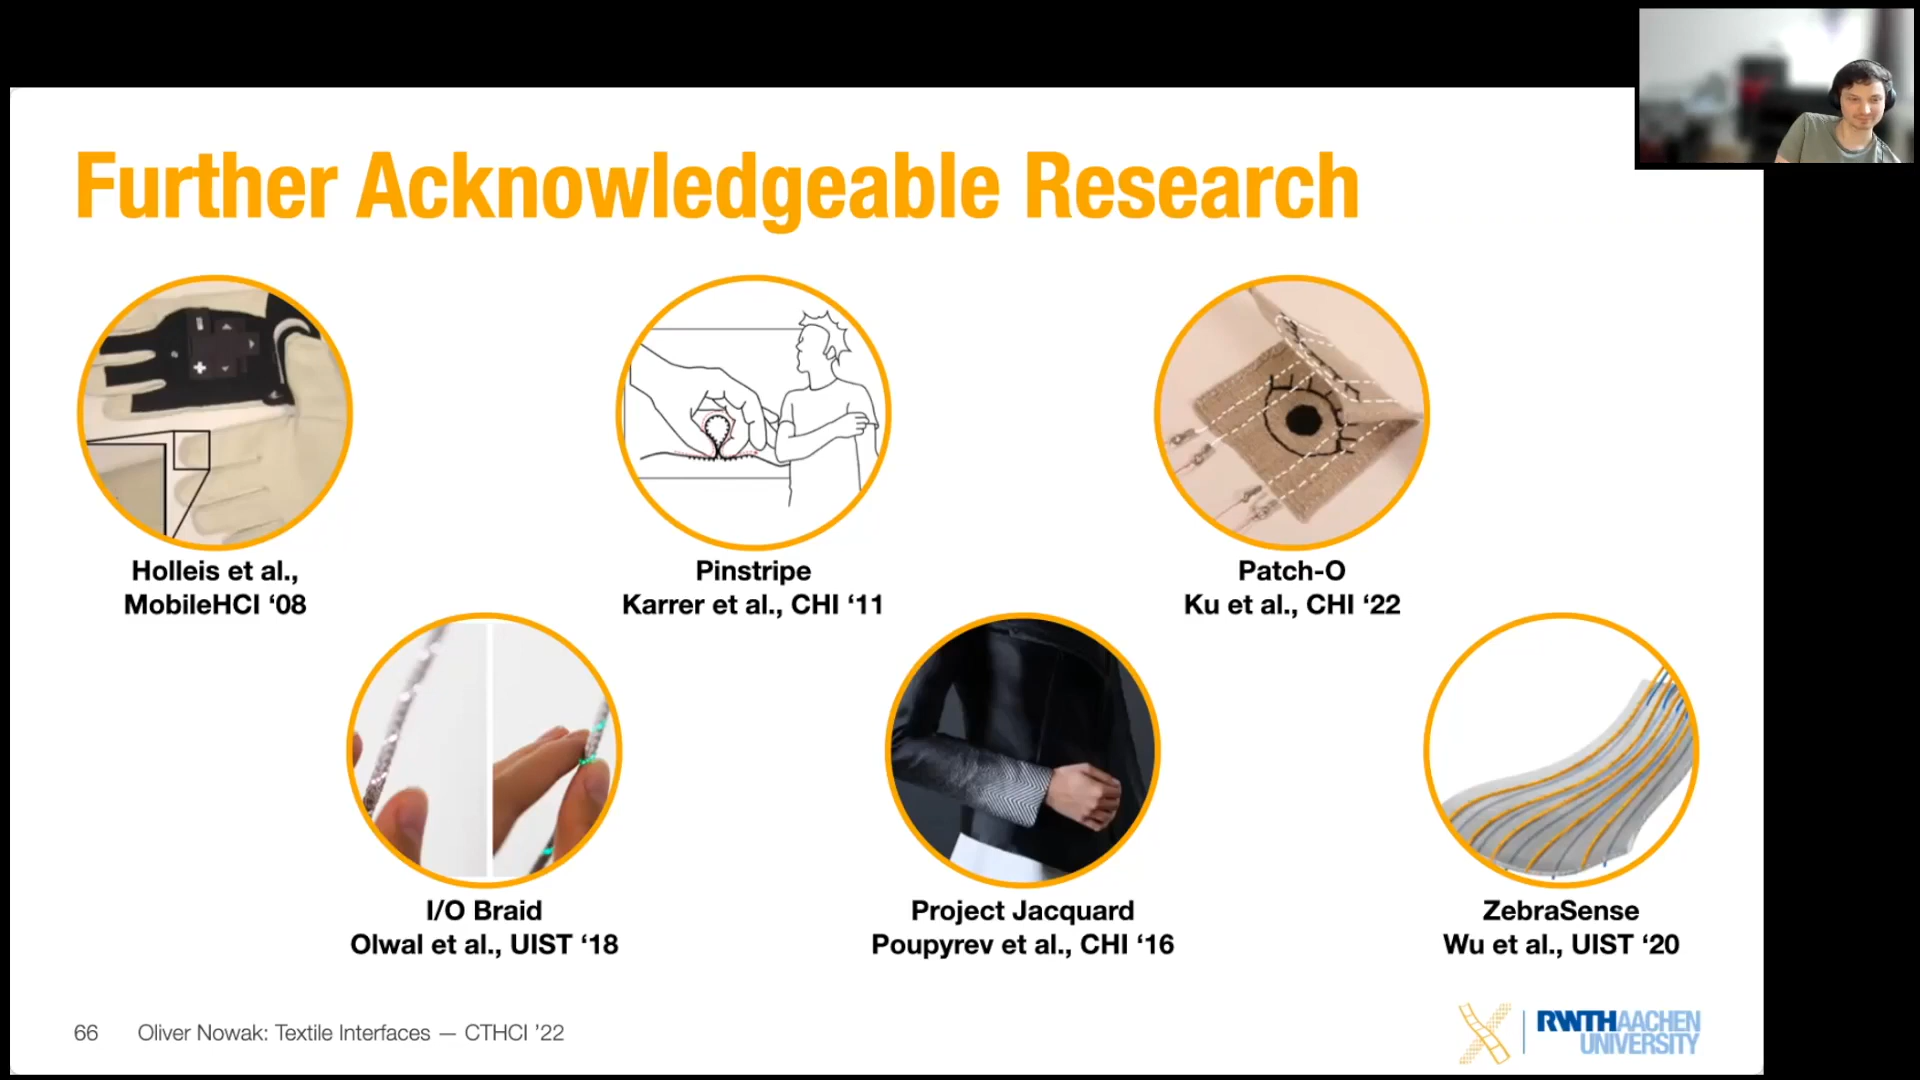 Further Acknowledgeable Research
Holleis et al.,
MobileHCI ‘08
Pinstripe
Karrer et al., CHI ‘11
Patch-O
Ku et al., CHI ‘22
I/O Braid
Olwal et al., UIST ‘18
Project Jacquard
Poupyrev et al., CHI ‘16
ZebraSense
Wu et al., UIST ‘20
66 Oliver Nowak: Textile Interfaces — CTHCI ’22
RWTHAACHEN
UNIVERSITY